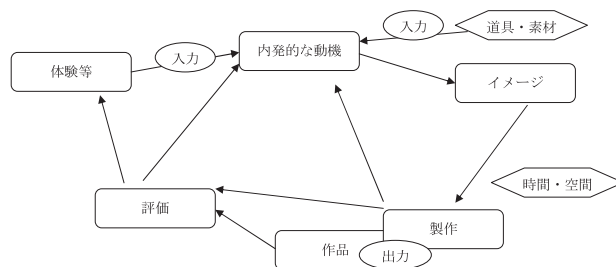 入力
道具・素材
内発的な動機
入力
体験等
イメージ
時間・空間
評価
製作
作品
出力